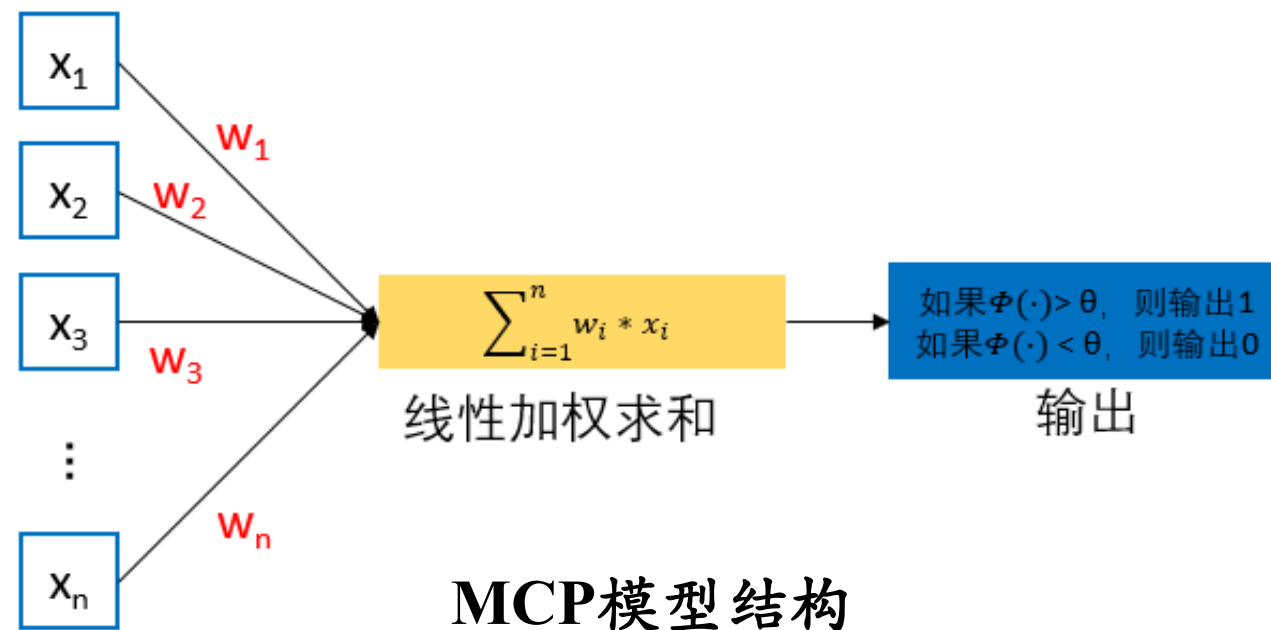 x₁
w₁
x₂
w₂
x₃
w₃
⋮
xₙ
wₙ
∑ⁿᵢ₌₁ wᵢ * xᵢ
线性加权求和
如果Φ(·)> θ, 则输出1
如果Φ(·) < θ, 则输出0
输出
MCP模型结构